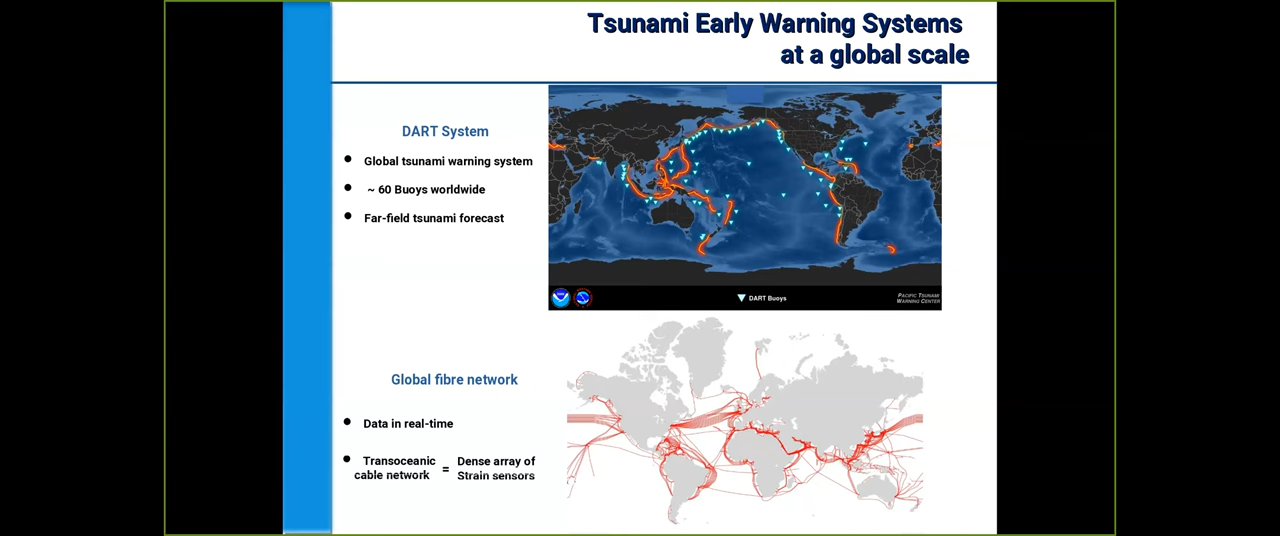 Tsunami Early Warning Systems
at a global scale
DART System
Global tsunami warning system
~ 60 Buoys worldwide
Far-field tsunami forecast
DART Buoys
PACIFIC TSUNAMI
WARNING CENTER
Global fibre network
Data in real-time
Transoceanic
cable network
=
Dense array of
Strain sensors